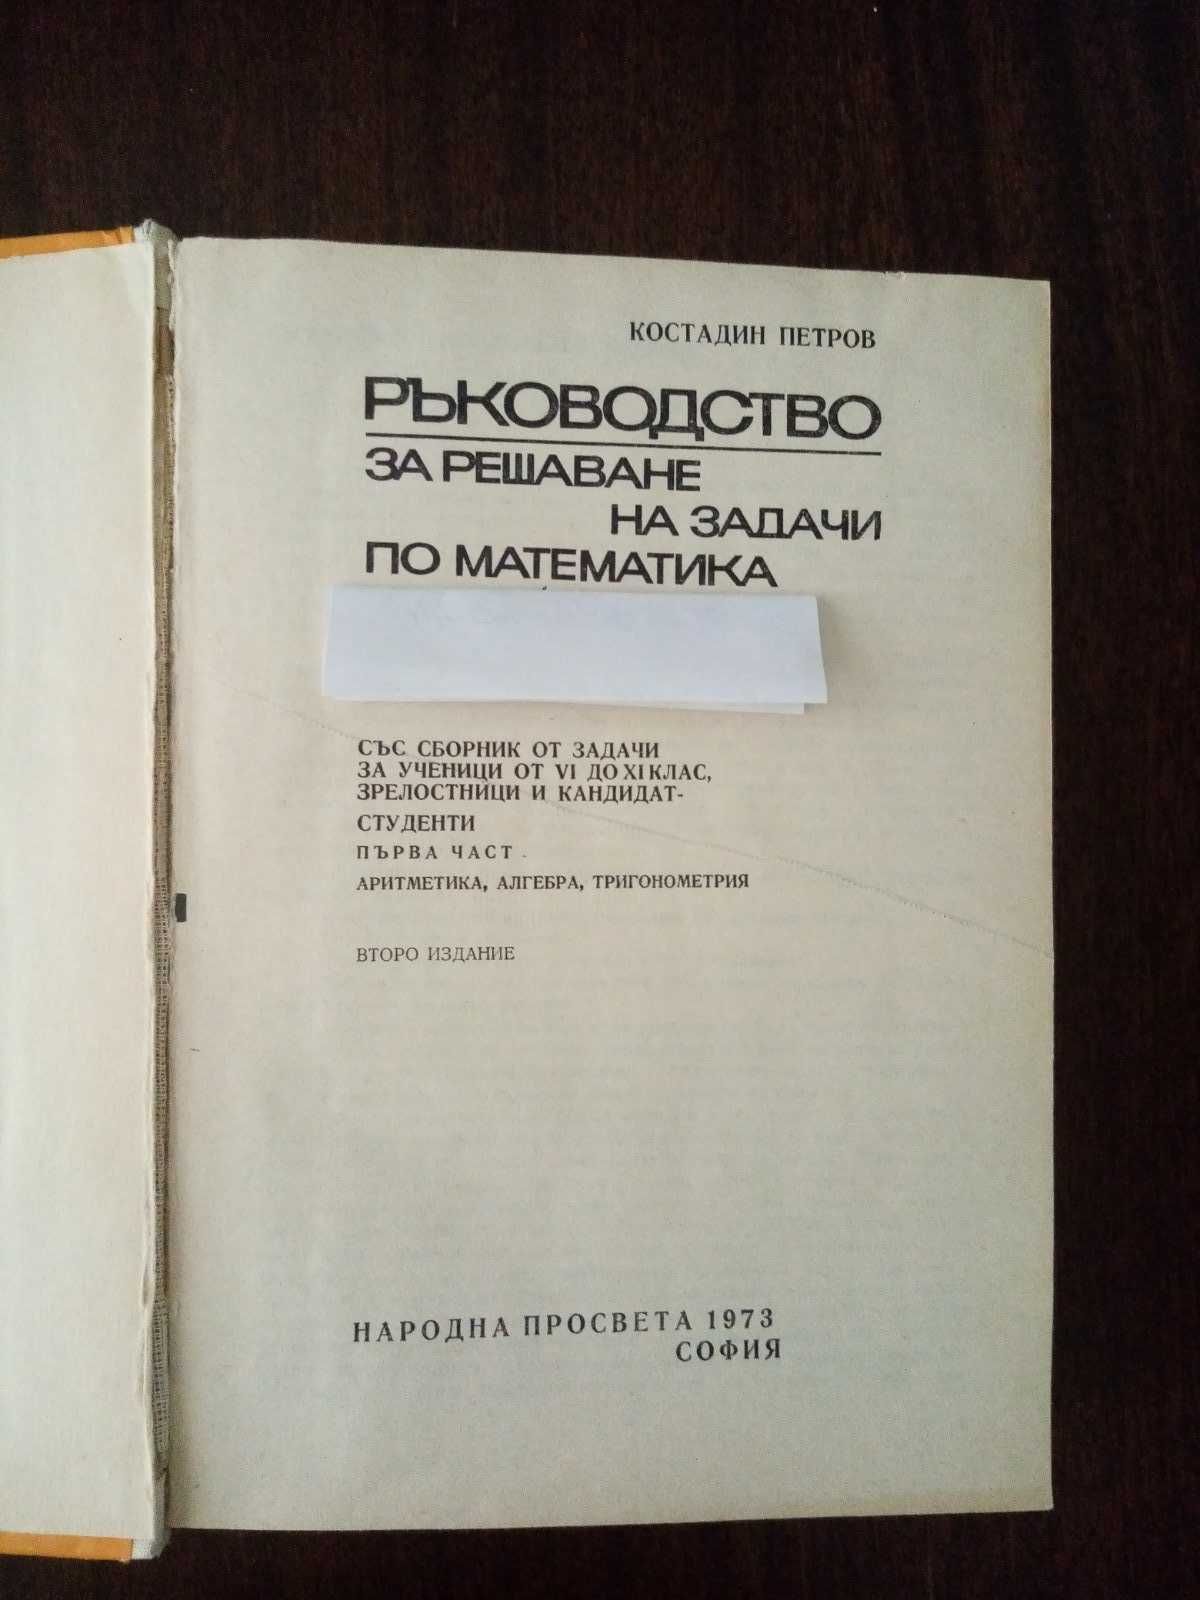 КОСТАДИН ПЕТРОВ
РЪКОВОДСТВО
ЗА РЕШАВАНЕ
НА ЗАДАЧИ
ПО МАТЕМАТИКА
СЪС СБОРНИК ОТ ЗАДАЧИ
ЗА УЧЕНИЦИ ОТ VI ДО XI КЛАС,
ЗРЕЛОСТНИЦИ И КАНДИДАТ-
СТУДЕНТИ
ПЪРВА ЧАСТ
АРИТМЕТИКА, АЛГЕБРА, ТРИГОНОМЕТРИЯ
ВТОРО ИЗДАНИЕ
НАРОДНА ПРОСВЕТА 1973
СОФИЯ